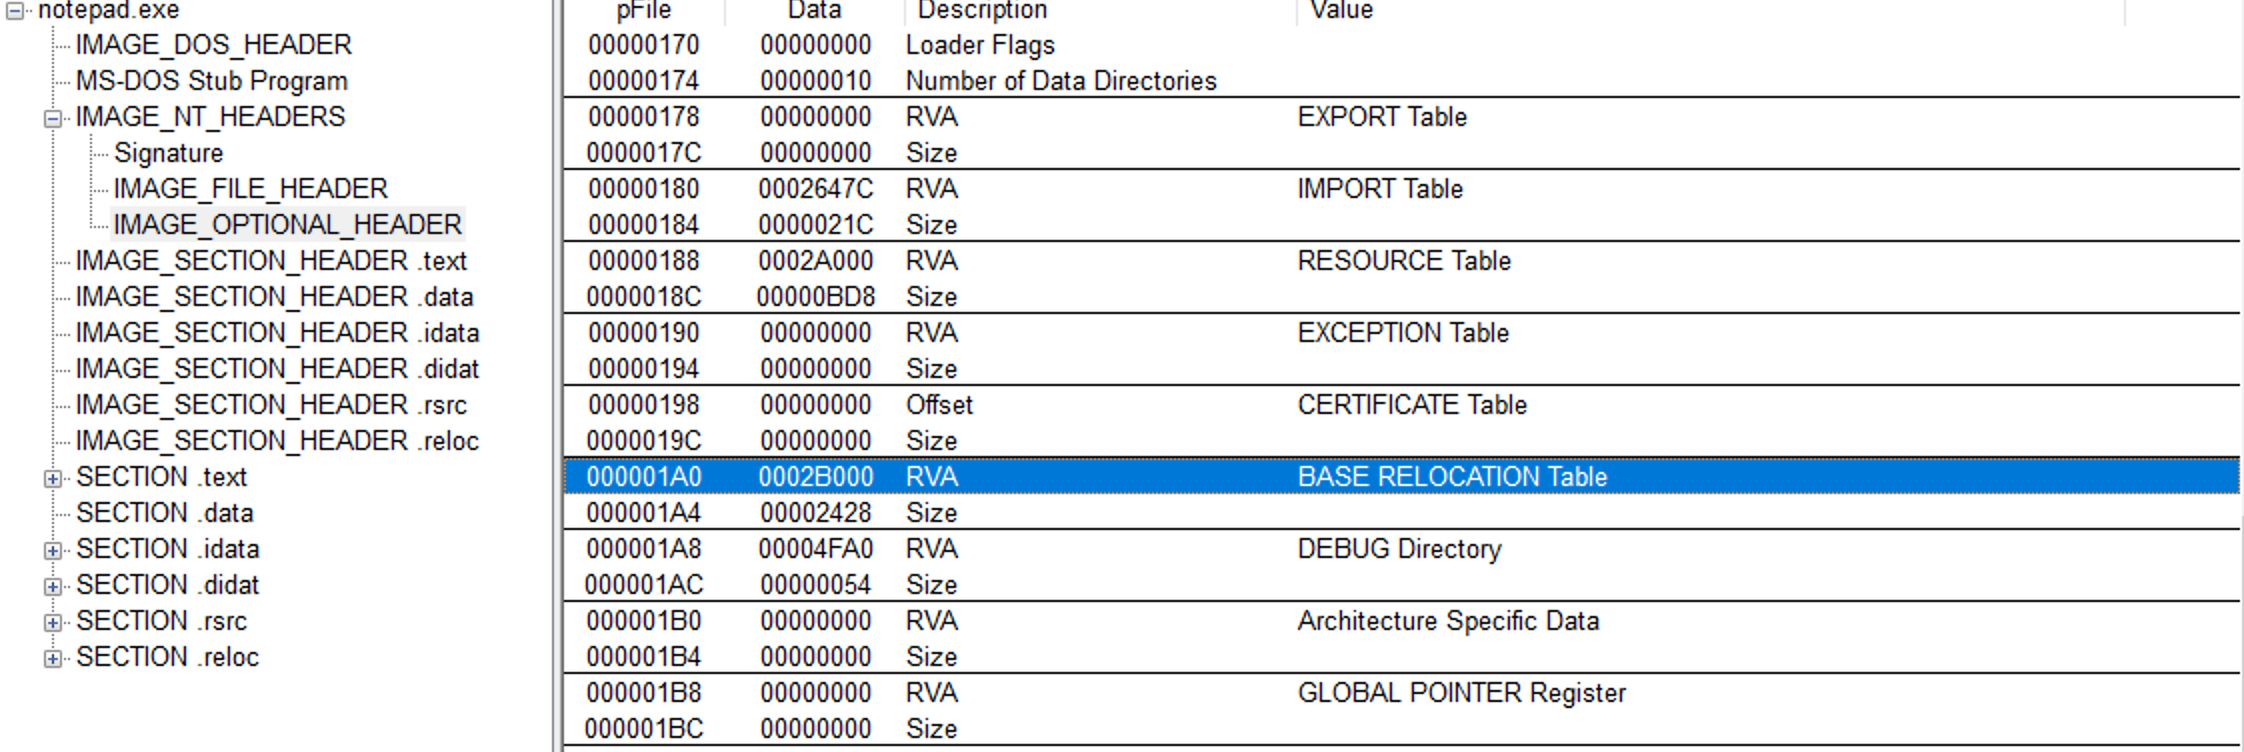 notepad.exe
IMAGE_DOS_HEADER
MS-DOS Stub Program
IMAGE_NT_HEADERS
Signature
IMAGE_FILE_HEADER
IMAGE_OPTIONAL_HEADER
IMAGE_SECTION_HEADER .text
IMAGE_SECTION_HEADER .data
IMAGE_SECTION_HEADER .idata
IMAGE_SECTION_HEADER .didat
IMAGE_SECTION_HEADER .rsrc
IMAGE_SECTION_HEADER .reloc
SECTION .text
SECTION .data
SECTION .idata
SECTION .didat
SECTION .rsrc
SECTION .reloc
pFile Data Description Value
00000170 00000000 Loader Flags
00000174 00000010 Number of Data Directories
00000178 00000000 RVA EXPORT Table
0000017C 00000000 Size
00000180 0002647C RVA IMPORT Table
00000184 0000021C Size
00000188 0002A000 RVA RESOURCE Table
0000018C 00000BD8 Size
00000190 00000000 RVA EXCEPTION Table
00000194 00000000 Size
00000198 00000000 Offset CERTIFICATE Table
0000019C 00000000 Size
000001A0 0002B000 RVA BASE RELOCATION Table
000001A4 00002428 Size
000001A8 00004FA0 RVA DEBUG Directory
000001AC 00000054 Size
000001B0 00000000 RVA Architecture Specific Data
000001B4 00000000 Size
000001B8 00000000 RVA GLOBAL POINTER Register
000001BC 00000000 Size